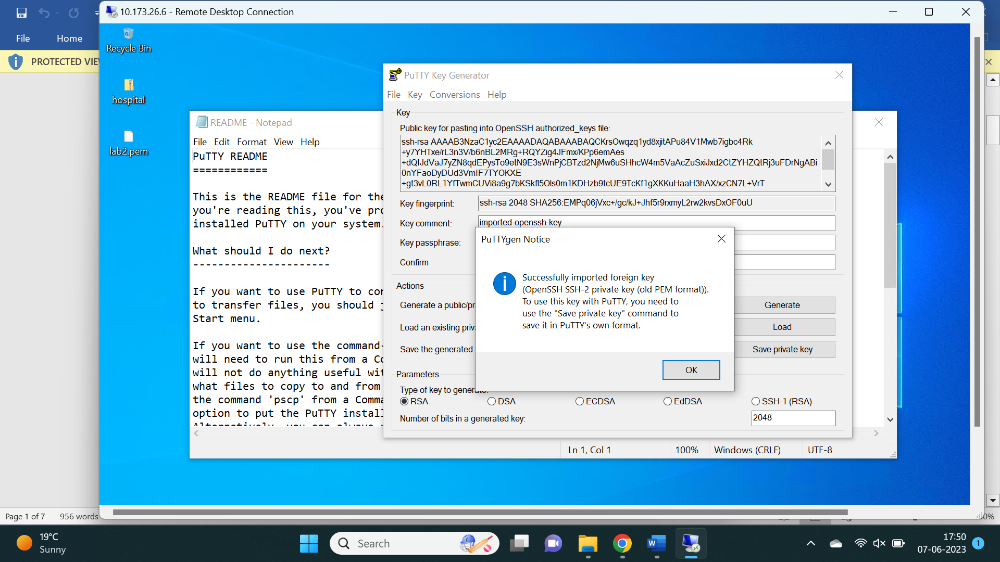 10.173.26.6 - Remote Desktop Connection
File
Home
PROTECTED VIE
Recycle Bin
hospital
lab2.pem
README - Notepad
File Edit Format View Help
PuTTY README
============
This is the README file for the
you're reading this, you've pro
installed PuTTY on your system.
What should I do next?
----------------------
If you want to use PuTTY to con
to transfer files, you should j
Start menu.
If you want to use the command-
will need to run this from a Co
will not do anything useful wit
what files to copy to and from
the command 'pscp' from a Comma
option to put the PuTTY install
Alternatively, you can always
Ln 1, Col 1
100%
Windows (CRLF)
UTF-8
PuTTY Key Generator
File Key Conversions Help
Key
Public key for pasting into OpenSSH authorized_keys file:
ssh-rsa AAAAB3NzaC1yc2EAAAADAQABAAABAQCKrsOwqzq1yd8xjitAPu84V1Mwb7igbc4Rk
+y7YHTxe/rL3n3V/b6nBL2MRg+RQYZig4JFmx/KPp6emAes
+dQIJdVaJ7yZN8qdEPysTo9etN9E3sWnPjCBTzd2NjMw6uSHhcW4m5VaAcZuSxiJxd2CtZYHZQtRj3uFDrNgABi
0nYFaoDyDUd3VmIF7TYOKXE
+gt3vL0RL1YfTwmCUVi8a9g7bKSkfl5Ols0m1KDHzb9tcUE9TcKf1gXKKuHaaH3hAX/xzCN7L+VrT
Key fingerprint:
ssh-rsa 2048 SHA256:EMPq06jVxc+/gc/kJ+Jhf5r9rxmyL2rw2kvsDxOF0uU
Key comment:
imported-openssh-key
Key passphrase:
Confirm
Actions
Generate a public/pr
Generate
Load an existing priv
Load
Save the generated
Save private key
Parameters
Type of key to generate:
RSA
DSA
ECDSA
EdDSA
SSH-1 (RSA)
Number of bits in a generated key:
2048
PuTTYgen Notice
Successfully imported foreign key
(OpenSSH SSH-2 private key (old PEM format)).
To use this key with PuTTY, you need to
use the "Save private key" command to
save it in PuTTY's own format.
OK
Page 1 of 7
956 words
19°C
Sunny
Search
17:50
07-06-2023
1